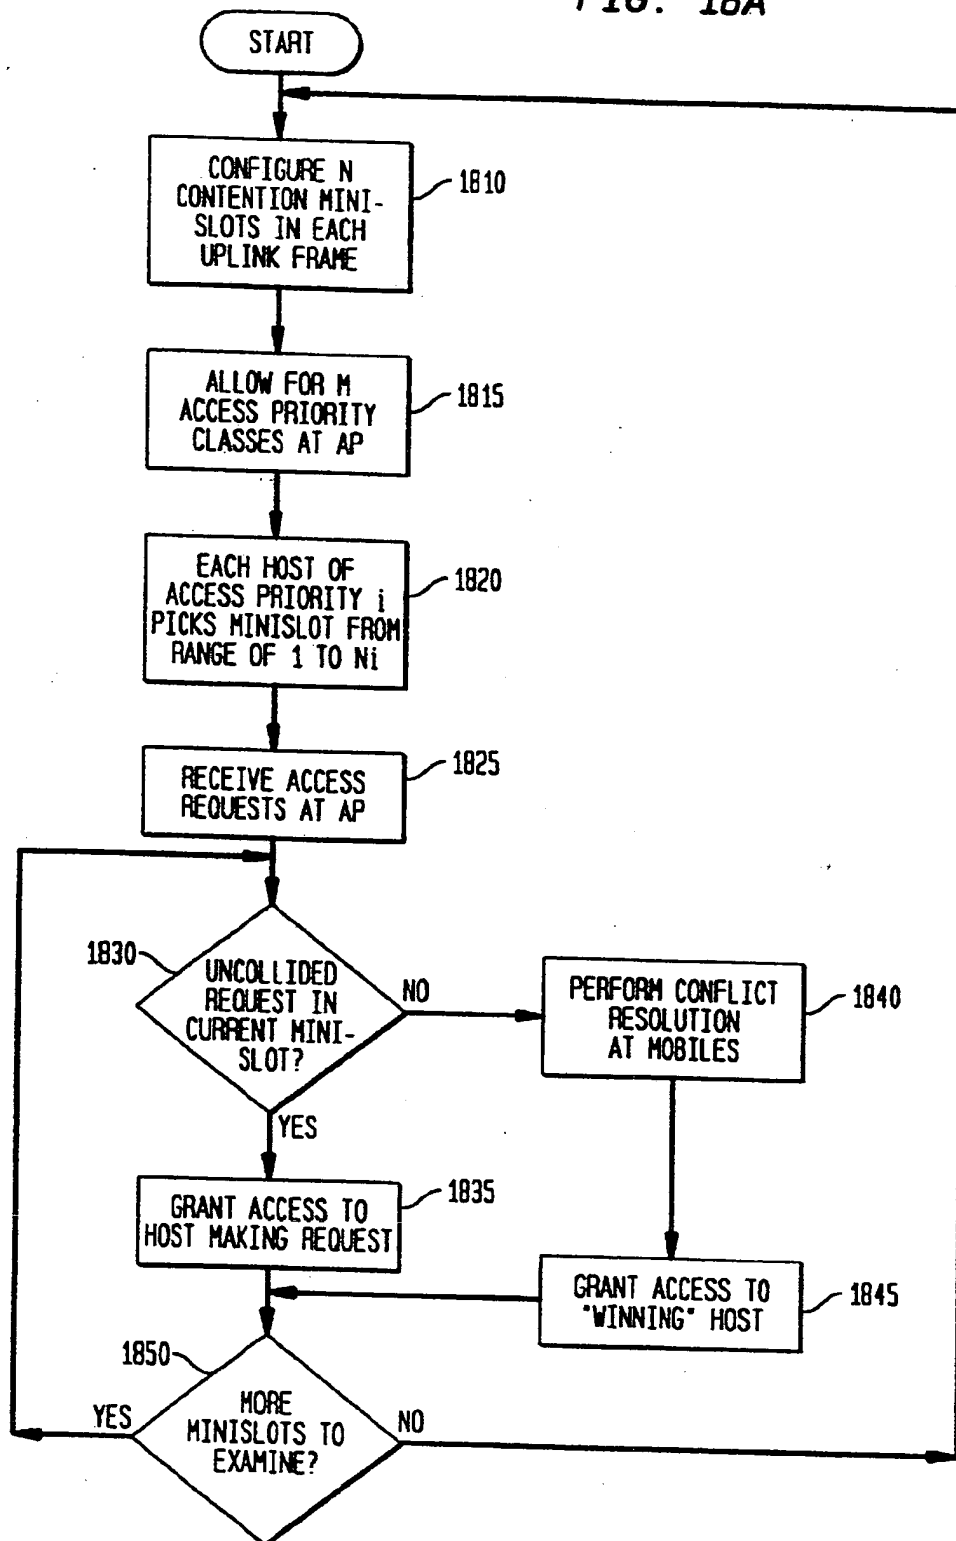 FIG. 18A
START
CONFIGURE N
CONTENTION MINI-
SLOTS IN EACH
UPLINK FRAME
1810
ALLOW FOR M
ACCESS PRIORITY
CLASSES AT AP
1815
EACH HOST OF
ACCESS PRIORITY i
PICKS MINISLOT FROM
RANGE OF 1 TO Ni
1820
RECEIVE ACCESS
REQUESTS AT AP
1825
1830
UNCOLLIDED
REQUEST IN
CURRENT MINI-
SLOT?
NO
YES
PERFORM CONFLICT
RESOLUTION
AT MOBILES
1840
GRANT ACCESS TO
HOST MAKING REQUEST
1835
GRANT ACCESS TO
"WINNING" HOST
1845
1850
MORE
MINISLOTS TO
EXAMINE?
YES
NO